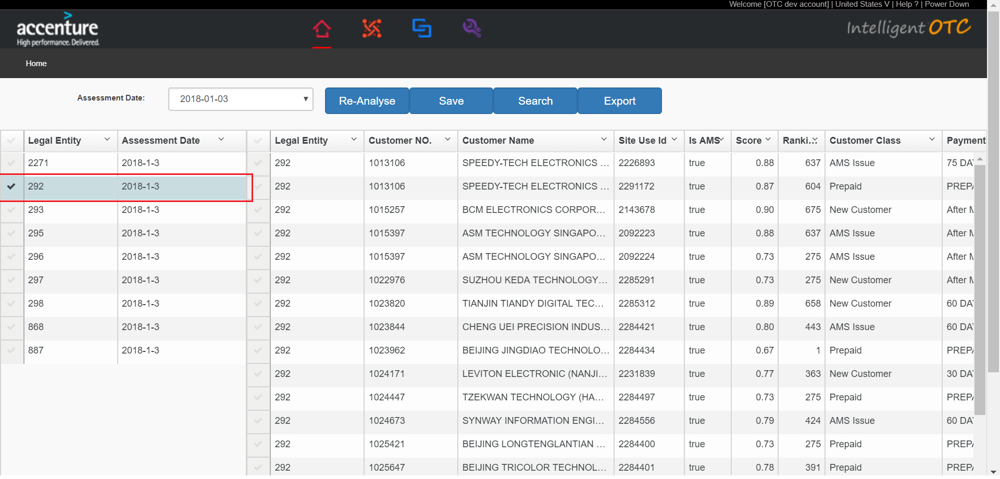 Welcome [OTC dev account] | United States V | Help ? | Power Down
accenture
High performance. Delivered.
Intelligent OTC
Home
Assessment Date: 2018-01-03 Re-Analyse Save Search Export
Legal Entity Assessment Date Legal Entity Customer NO. Customer Name Site Use Id Is AMS Score Ranki... Customer Class Payment
2271 2018-1-3 292 1013106 SPEEDY-TECH ELECTRONICS ... 2226893 true 0.88 637 AMS Issue 75 DAY
292 2018-1-3 292 1013106 SPEEDY-TECH ELECTRONICS ... 2291172 true 0.87 604 Prepaid PREPA
293 2018-1-3 292 1015257 BCM ELECTRONICS CORPOR... 2143678 true 0.90 675 New Customer After M
295 2018-1-3 292 1015397 ASM TECHNOLOGY SINGAPO... 2092223 true 0.88 637 AMS Issue After M
296 2018-1-3 292 1015397 ASM TECHNOLOGY SINGAPO... 2092224 true 0.73 275 AMS Issue After M
297 2018-1-3 292 1022976 SUZHOU KEDA TECHNOLOGY... 2285291 true 0.73 275 New Customer After M
298 2018-1-3 292 1023820 TIANJIN TIANDY DIGITAL TEC... 2285312 true 0.89 658 New Customer 60 DAY
868 2018-1-3 292 1023844 CHENG UEI PRECISION INDUS... 2284421 true 0.80 443 AMS Issue 60 DAY
887 2018-1-3 292 1023962 BEIJING JINGDIAO TECHNOLO... 2284434 true 0.67 1 Prepaid PREPA
292 1024171 LEVITON ELECTRONIC (NANJI... 2231839 true 0.77 363 New Customer 30 DAY
292 1024447 TZEKWAN TECHNOLOGY (HA... 2284497 true 0.73 275 Prepaid PREPA
292 1024673 SYNWAY INFORMATION ENGI... 2284556 true 0.79 424 AMS Issue 60 DAY
292 1025421 BEIJING LONGTENGLANTIAN ... 2284400 true 0.73 275 Prepaid PREPA
292 1025647 BEIJING TRICOLOR TECHNOL... 2284401 true 0.78 391 Prepaid PREPA